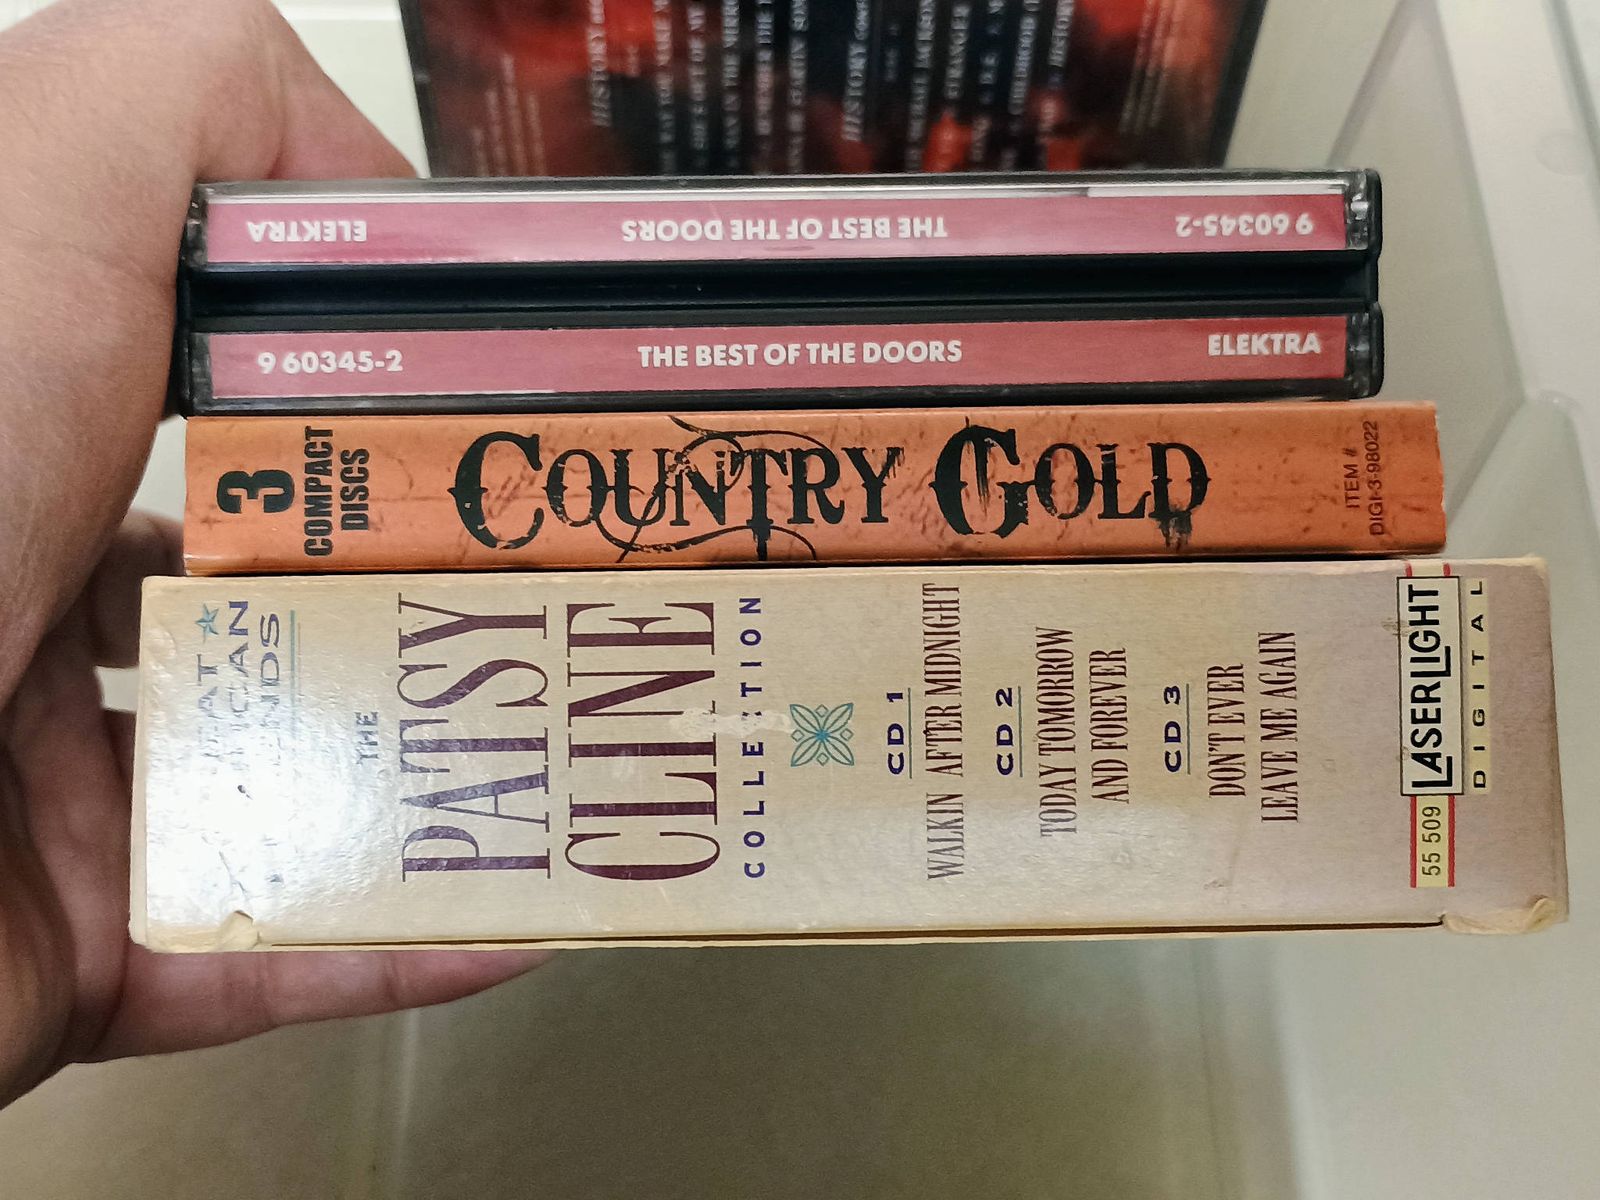 HISTORY
ELEKTRA
THE BEST OF THE DOORS
9 60345-2
9 60345-2
THE BEST OF THE DOORS
ELEKTRA
3
COMPACT
DISCS
COUNTRY GOLD
ITEM #
DIGI-3-98022
THE
PATSY
CLINE
COLLECTION
CD 1
WALKIN AFTER MIDNIGHT
CD 2
TODAY TOMORROW
AND FOREVER
CD 3
DON'T EVER
LEAVE ME AGAIN
55 509
LASERLIGHT
DIGITAL